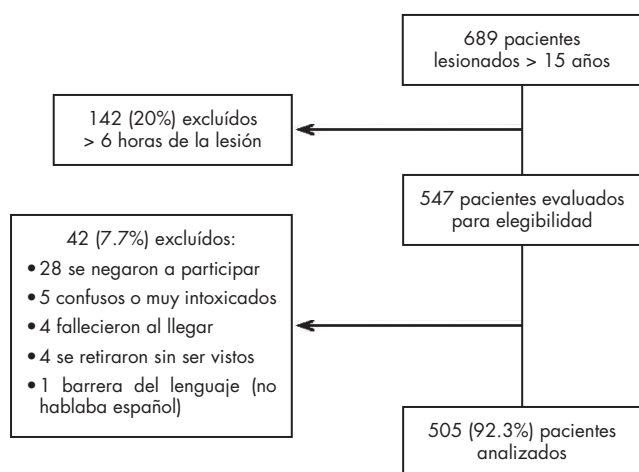 689 pacientes
lesionados > 15 años
142 (20%) excluídos
> 6 horas de la lesión
547 pacientes evaluados
para elegibilidad
42 (7.7%) excluídos:
• 28 se negaron a participar
• 5 confusos o muy intoxicados
• 4 fallecieron al llegar
• 4 se retiraron sin ser vistos
• 1 barrera del lenguaje (no
hablaba español)
505 (92.3%) pacientes
analizados